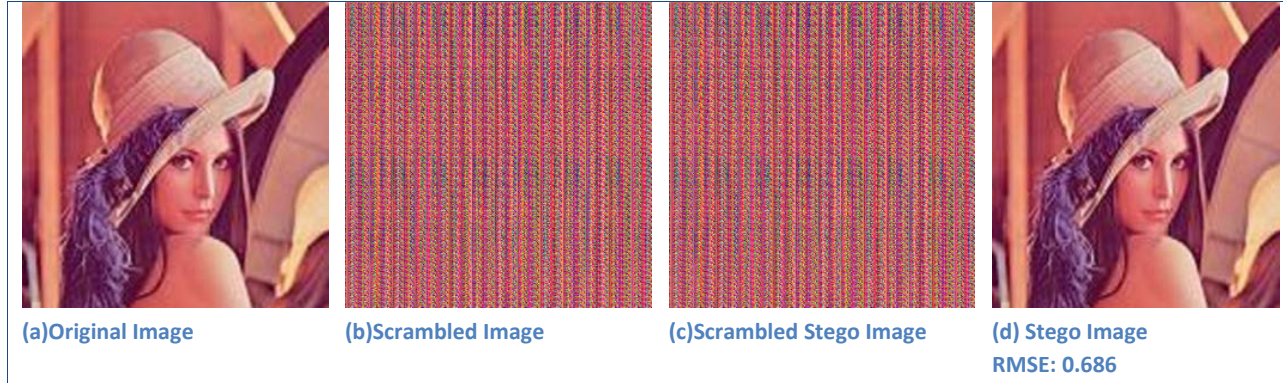 (a)Original Image
(b)Scrambled Image
(c)Scrambled Stego Image
(d) Stego Image
RMSE: 0.686